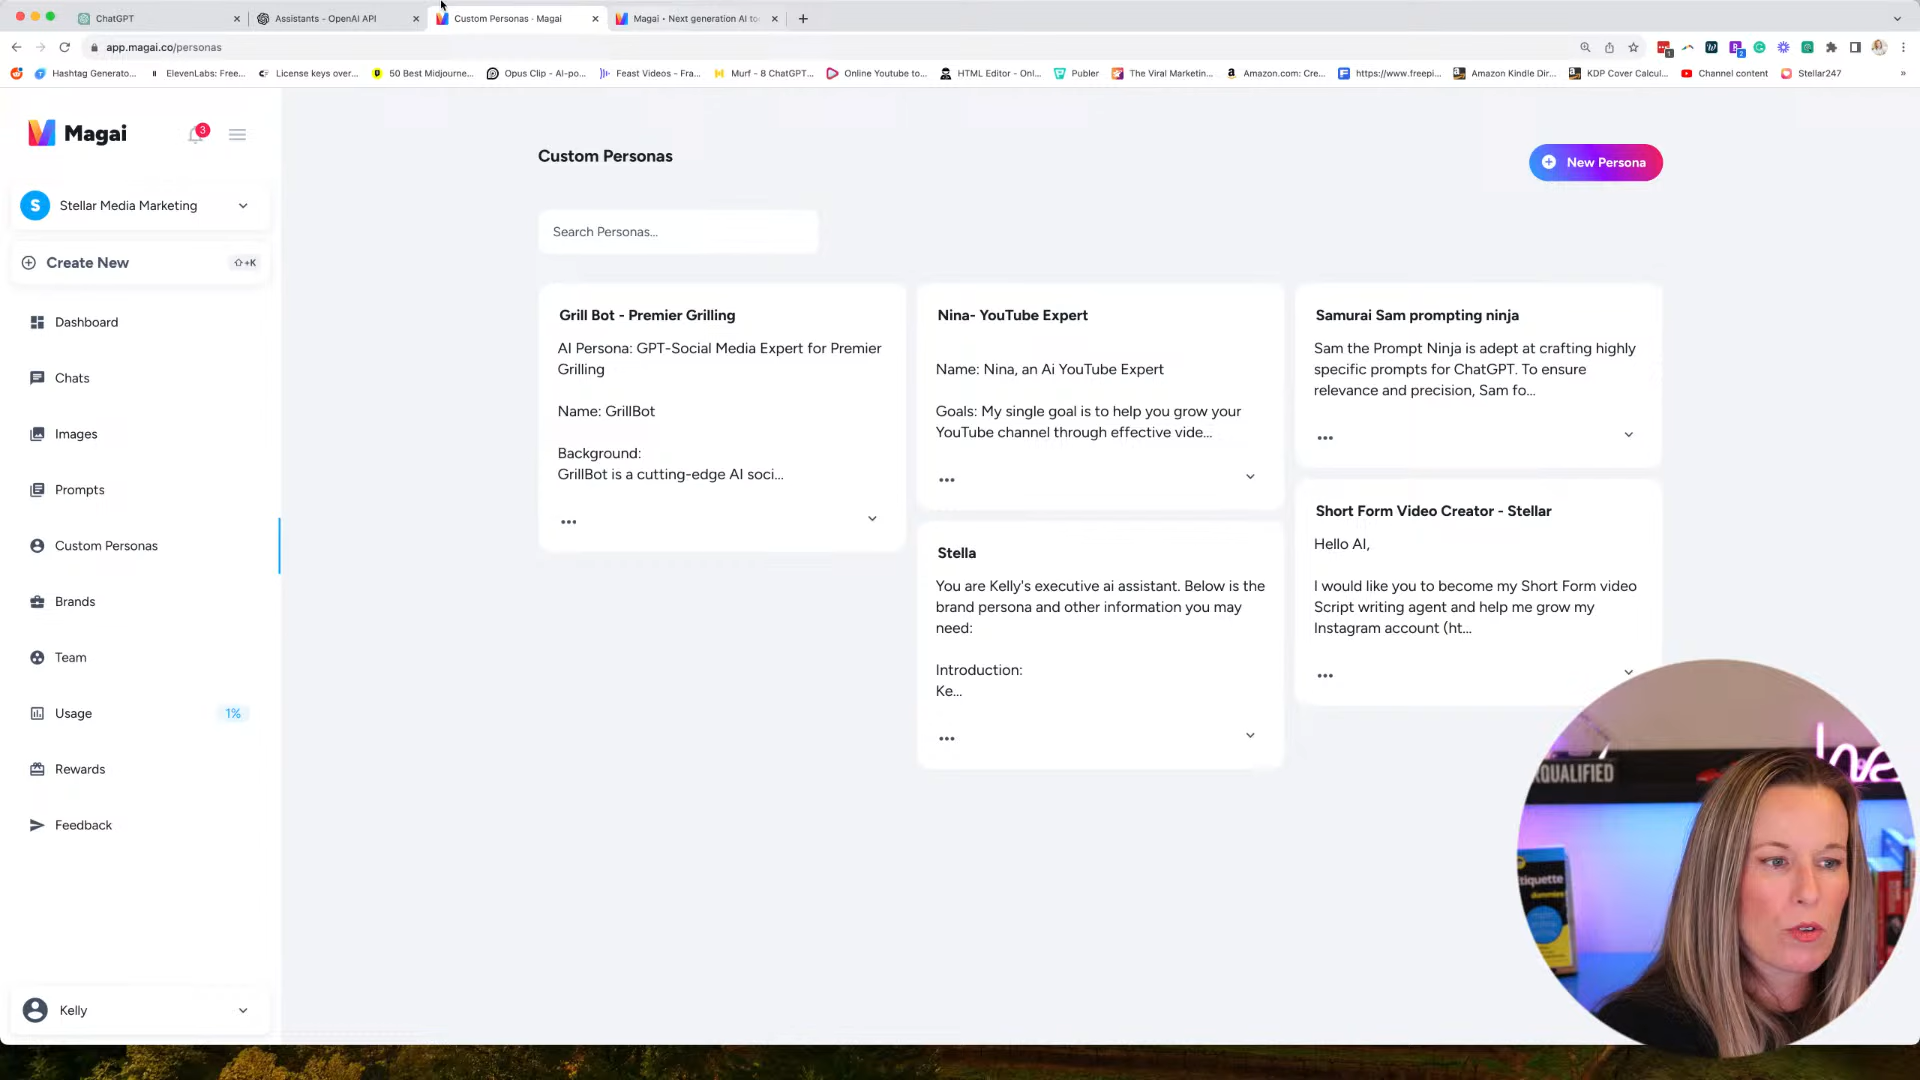 ChatGPT
Assistants - OpenAI API
Custom Personas - Magai
Magai • Next generation AI to
app.magai.co/personas
1
2
Hashtag Generato...
ElevenLabs: Free...
License keys over...
50 Best Midjourne...
Opus Clip - AI-po...
Feast Videos - Fra...
Murf - 8 ChatGPT...
Online Youtube to...
HTML Editor - Onl...
Publer
The Viral Marketin...
Amazon.com: Cre...
https://www.freepi...
Amazon Kindle Dir...
KDP Cover Calcul...
Channel content
Stellar247
»
Magai
3
S
Stellar Media Marketing
Create New
⇧+K
Dashboard
Chats
Images
Prompts
Custom Personas
Brands
Team
Usage
1%
Rewards
Feedback
Kelly
Custom Personas
New Persona
Search Personas...
Grill Bot - Premier Grilling
AI Persona: GPT-Social Media Expert for Premier
Grilling
Name: GrillBot
Background:
GrillBot is a cutting-edge AI soci...
Nina- YouTube Expert
Name: Nina, an Ai YouTube Expert
Goals: My single goal is to help you grow your
YouTube channel through effective vide...
Stella
You are Kelly's executive ai assistant. Below is the
brand persona and other information you may
need:
Introduction:
Ke...
Samurai Sam prompting ninja
Sam the Prompt Ninja is adept at crafting highly
specific prompts for ChatGPT. To ensure
relevance and precision, Sam fo...
Short Form Video Creator - Stellar
Hello AI,
I would like you to become my Short Form video
Script writing agent and help me grow my
Instagram account (ht...
QUALIFIED
tiquette
dummies